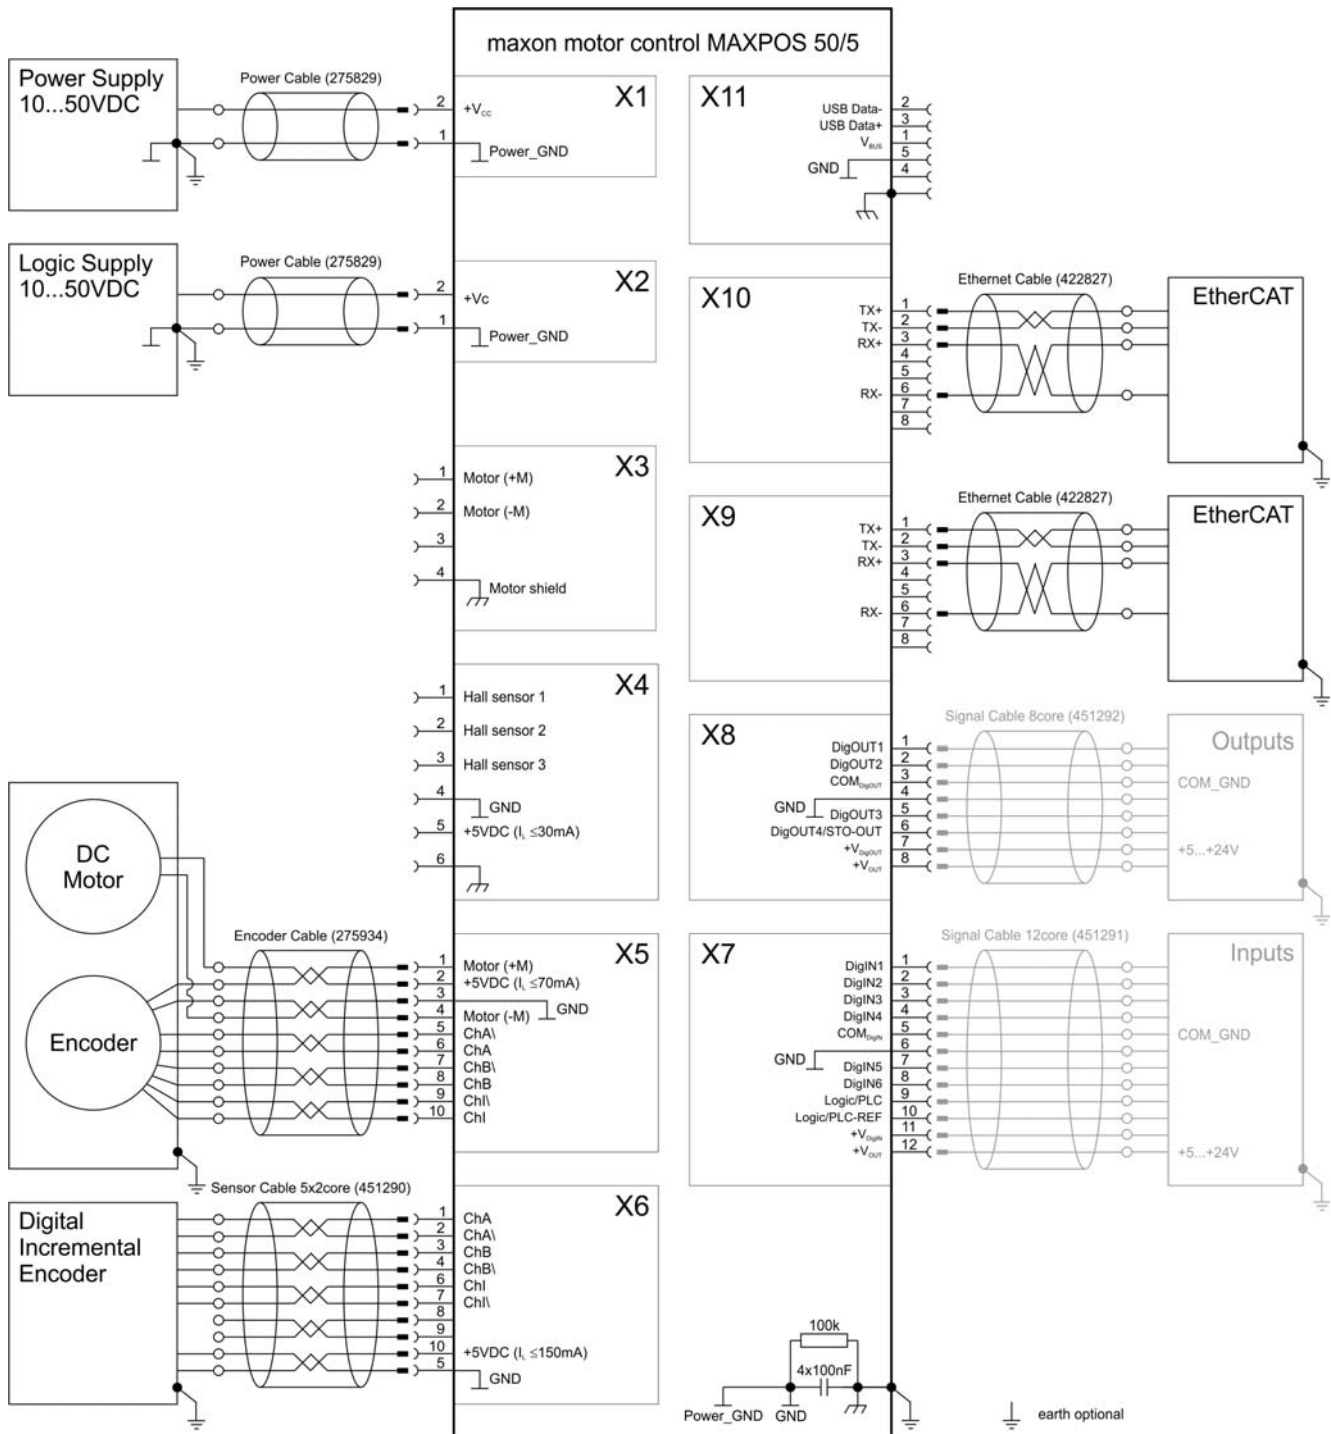 maxon motor control MAXPOS 50/5
Power Supply
10...50VDC
Power Cable (275829)
2
1
+Vcc
Power_GND
X1
Logic Supply
10...50VDC
Power Cable (275829)
2
1
+Vc
Power_GND
X2
1 Motor (+M)
2 Motor (-M)
3
4 Motor shield
X3
1 Hall sensor 1
2 Hall sensor 2
3 Hall sensor 3
4 GND
5 +5VDC (IL ≤30mA)
6
X4
DC
Motor
Encoder
Encoder Cable (275934)
1 Motor (+M)
2 +5VDC (IL ≤70mA)
3 GND
4 Motor (-M)
5 ChA\
6 ChA
7 ChB\
8 ChB
9 ChI\
10 ChI
X5
Digital
Incremental
Encoder
Sensor Cable 5x2core (451290)
1 ChA
2 ChA\
3 ChB
4 ChB\
6 ChI
7 ChI\
8
9
10 +5VDC (IL ≤150mA)
5 GND
X6
X11
USB Data- 2
USB Data+ 3
VBUS 1
GND 5
4
X10
TX+ 1
TX- 2
RX+ 3
4
5
RX- 6
7
8
Ethernet Cable (422827)
EtherCAT
X9
TX+ 1
TX- 2
RX+ 3
4
5
RX- 6
7
8
Ethernet Cable (422827)
EtherCAT
X8
DigOUT1 1
DigOUT2 2
COMDigOUT 3
GND 4
DigOUT3 5
DigOUT4/STO-OUT 6
+VDigOUT 7
+VOUT 8
Signal Cable 8core (451292)
Outputs
COM_GND
+5...+24V
X7
DigIN1 1
DigIN2 2
DigIN3 3
DigIN4 4
COMDigIN 5
GND 6
DigIN5 7
DigIN6 8
Logic/PLC 9
Logic/PLC-REF 10
+VDigIN 11
+VOUT 12
Signal Cable 12core (451291)
Inputs
COM_GND
+5...+24V
100k
4x100nF
Power_GND GND
earth optional